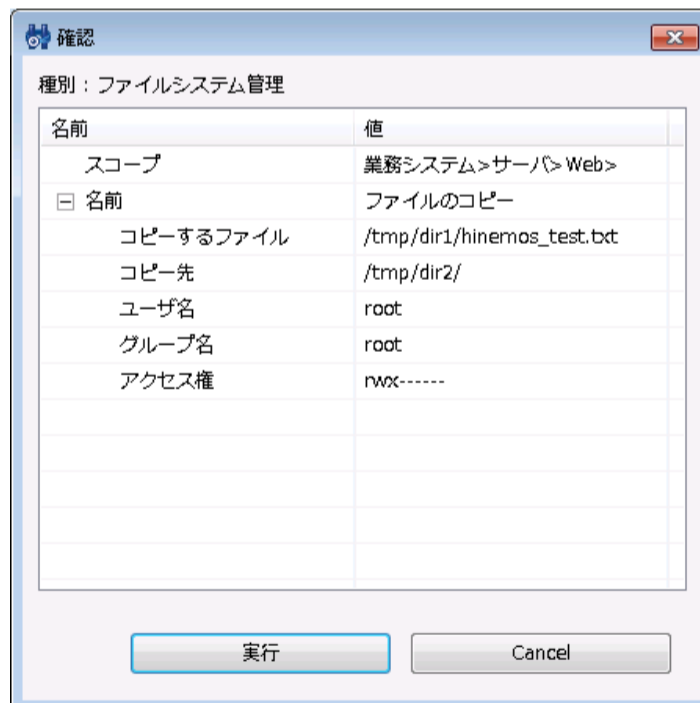 確認
種別：ファイルシステム管理
名前 値
スコープ 業務システム>サーバ>Web>
名前 ファイルのコピー
コピーするファイル /tmp/dir1/hinemos_test.txt
コピー先 /tmp/dir2/
ユーザ名 root
グループ名 root
アクセス権 rwx------
実行 Cancel